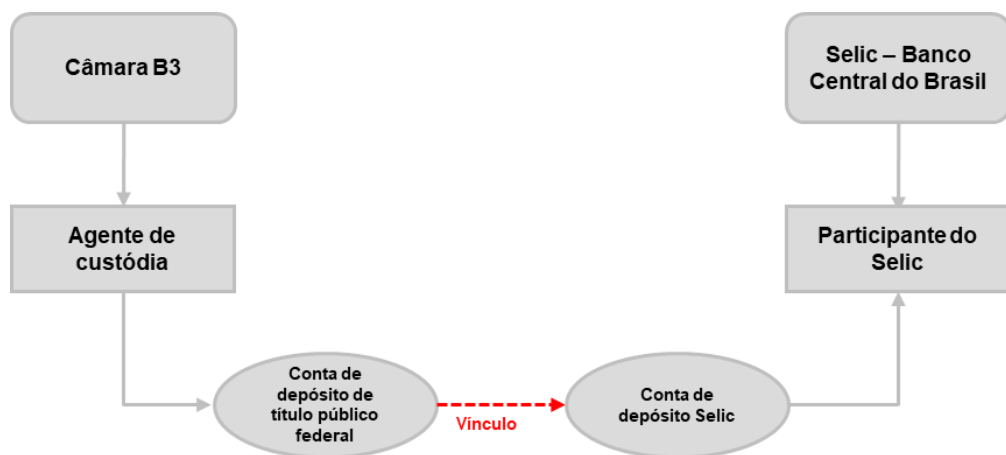 Câmara B3
Selic – Banco
Central do Brasil
Agente de
custódia
Participante do
Selic
Conta de
depósito de
título público
federal
Vínculo
Conta de
depósito Selic